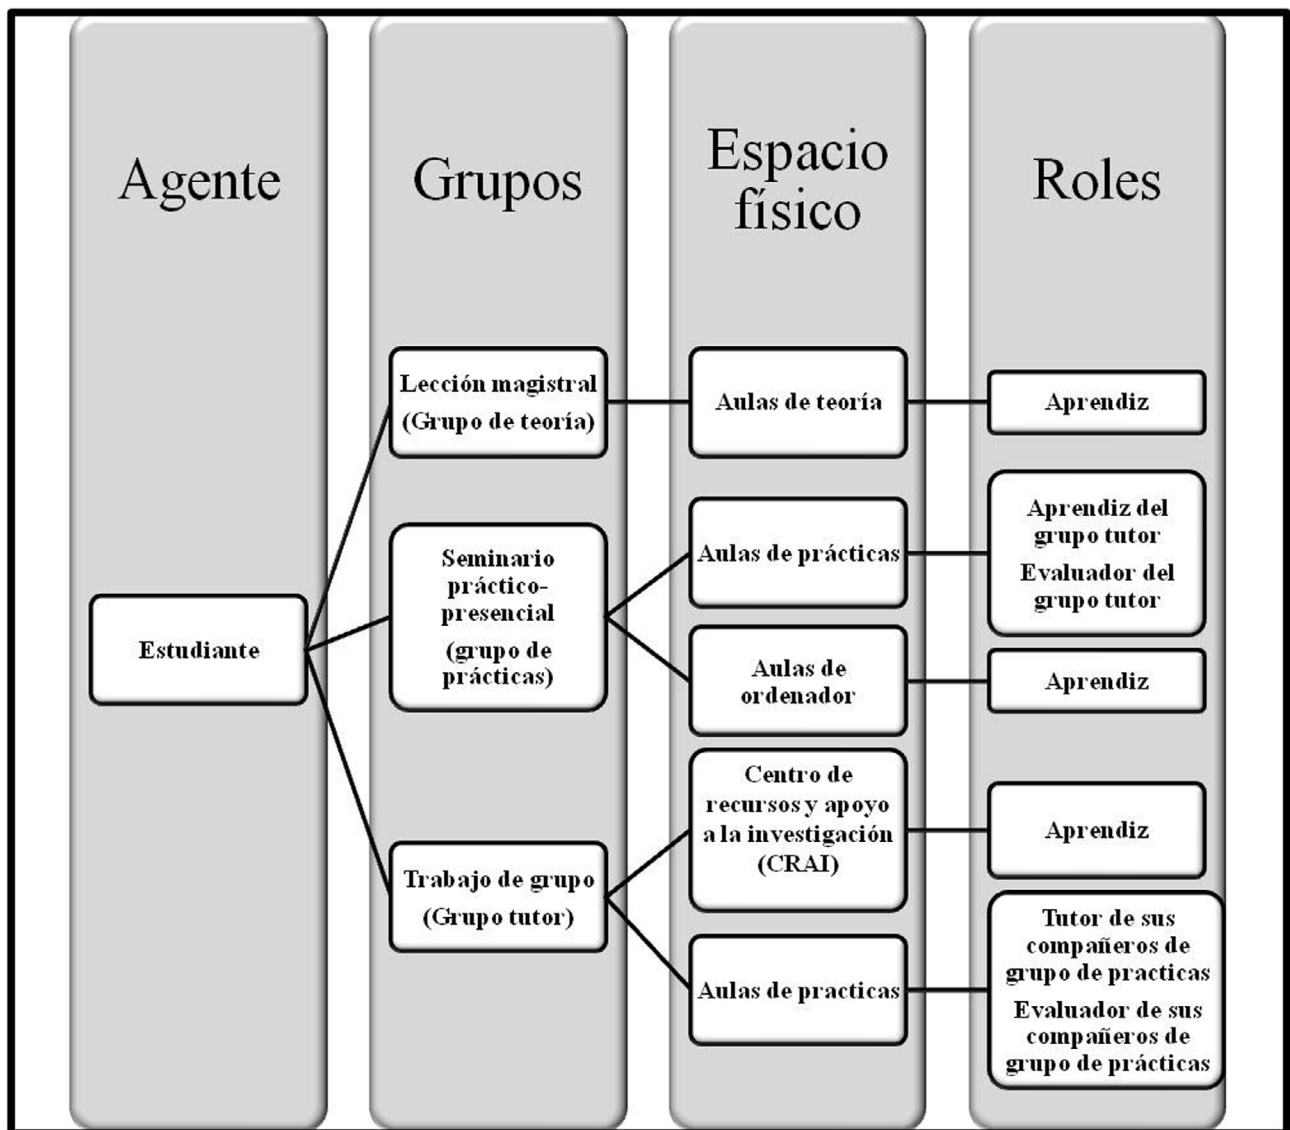 Agente
Grupos
Espacio
físico
Roles
Estudiante
Lección magistral
(Grupo de teoría)
Seminario
práctico-
presencial
(grupo de
prácticas)
Trabajo de grupo
(Grupo tutor)
Aulas de teoría
Aulas de prácticas
Aulas de
ordenador
Centro de
recursos y apoyo
a la investigación
(CRAI)
Aulas de practicas
Aprendiz
Aprendiz del
grupo tutor
Evaluador del
grupo tutor
Aprendiz
Aprendiz
Tutor de sus
compañeros de
grupo de practicas
Evaluador de sus
compañeros de
grupo de prácticas